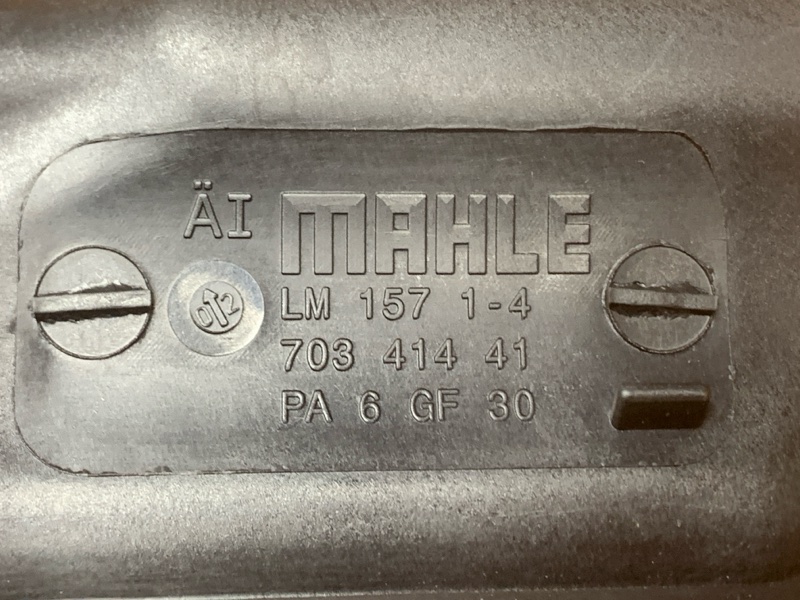 ÄI MAHLE
LM 157 1-4
703 414 41
PA 6 GF 30